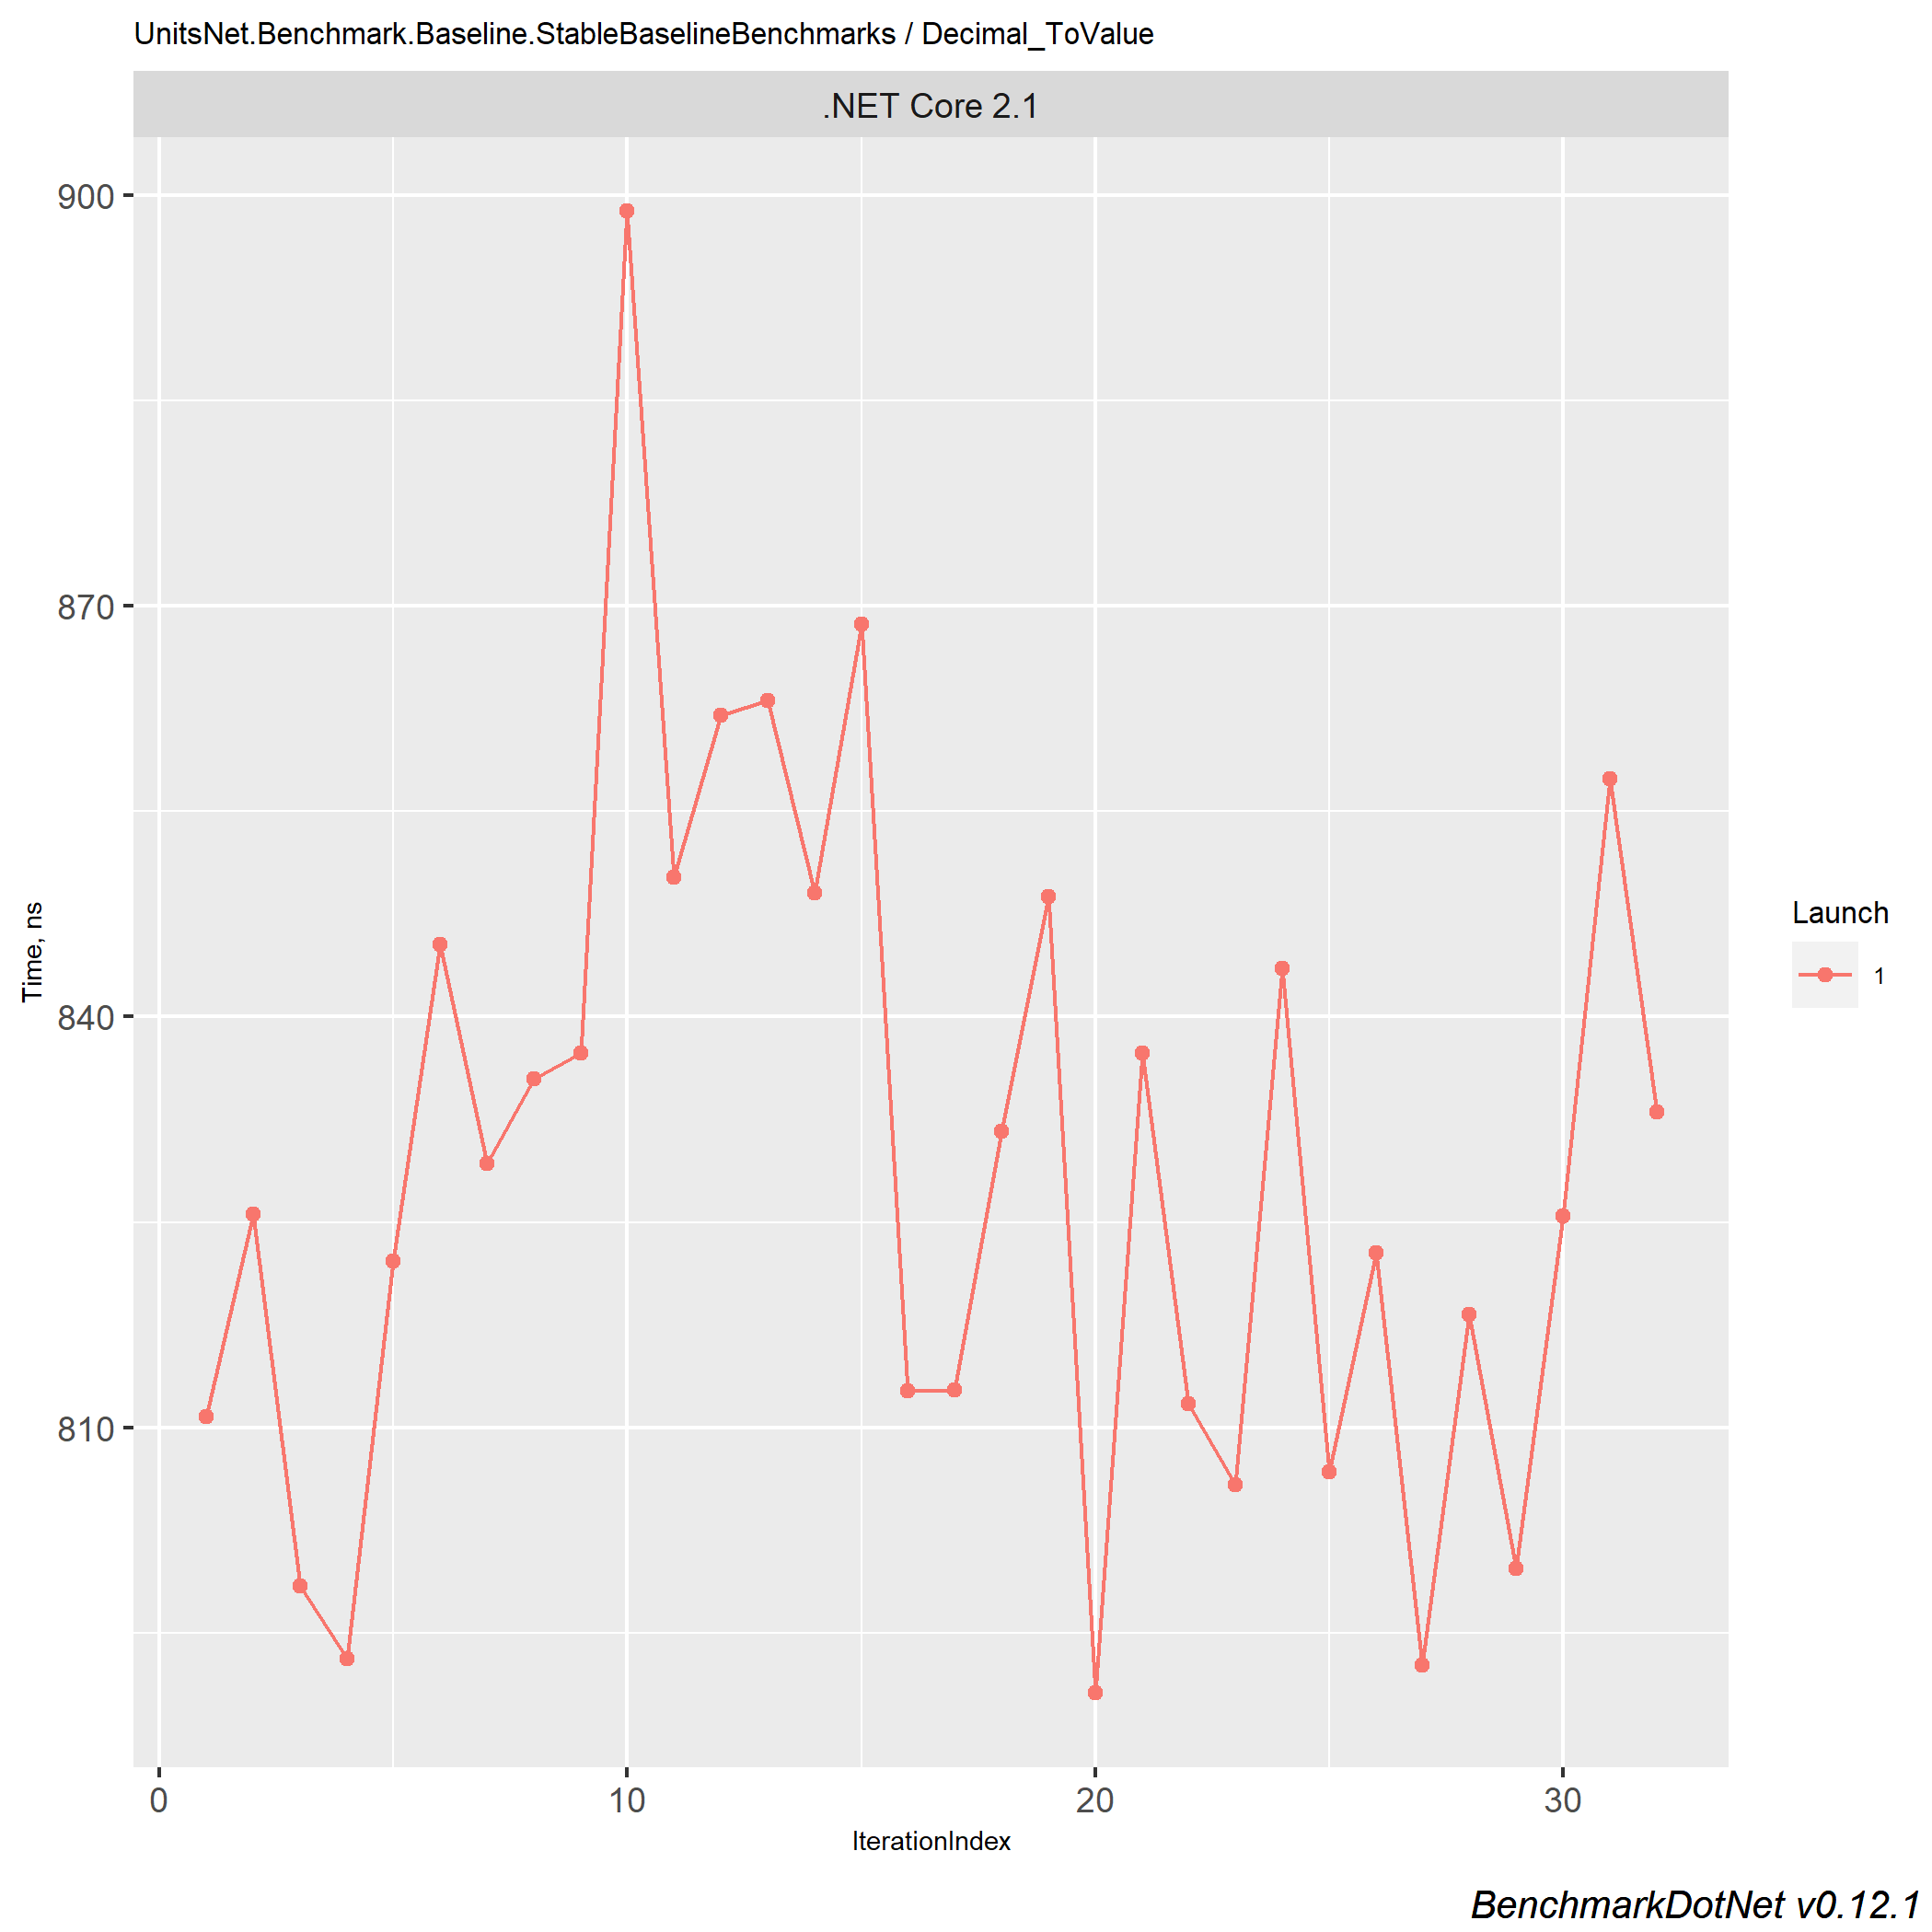 UnitsNet.Benchmark.Baseline.StableBaselineBenchmarks / Decimal_ToValue
.NET Core 2.1
900
870
840
810
Time, ns
0
10
20
30
IterationIndex
Launch
1
BenchmarkDotNet v0.12.1